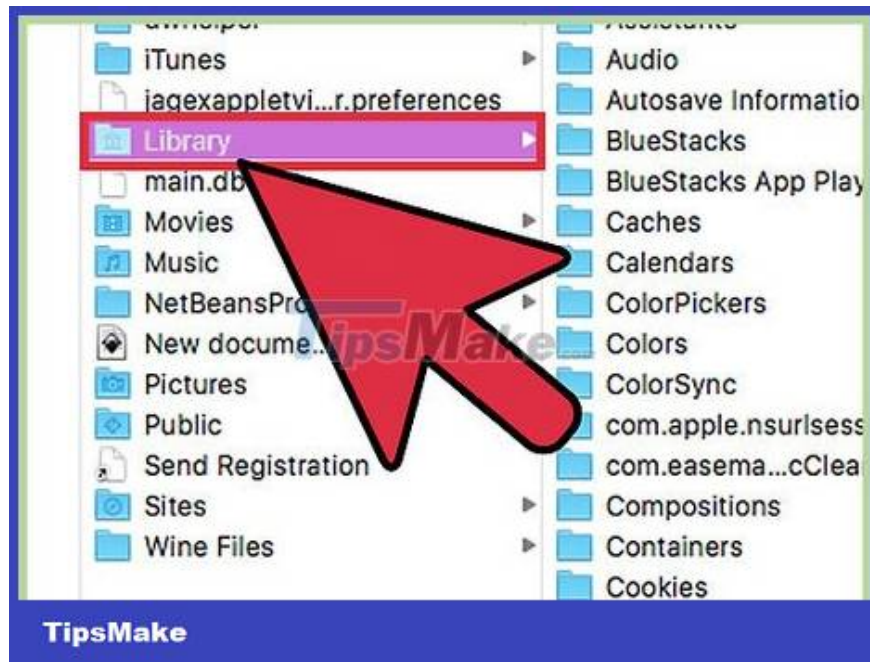 iTunes
jagexappletvi...r.preferences
Library
main.db
Movies
Music
NetBeansPro
New docume...
Pictures
Public
Send Registration
Sites
Wine Files
Audio
Autosave Informatio
BlueStacks
BlueStacks App Play
Caches
Calendars
ColorPickers
Colors
ColorSync
com.apple.nsurlsess
com.easema...cClea
Compositions
Containers
Cookies
TipsMake.com
TipsMake